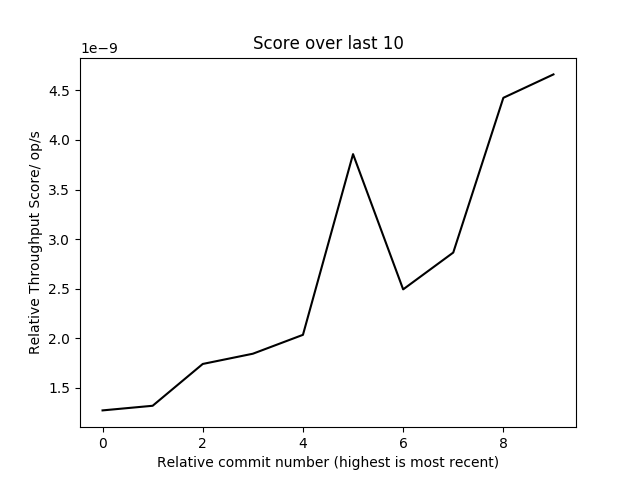 Score over last 10
1e−9
Relative Throughput Score/ op/s
4.5
4.0
3.5
3.0
2.5
2.0
1.5
0 2 4 6 8
Relative commit number (highest is most recent)